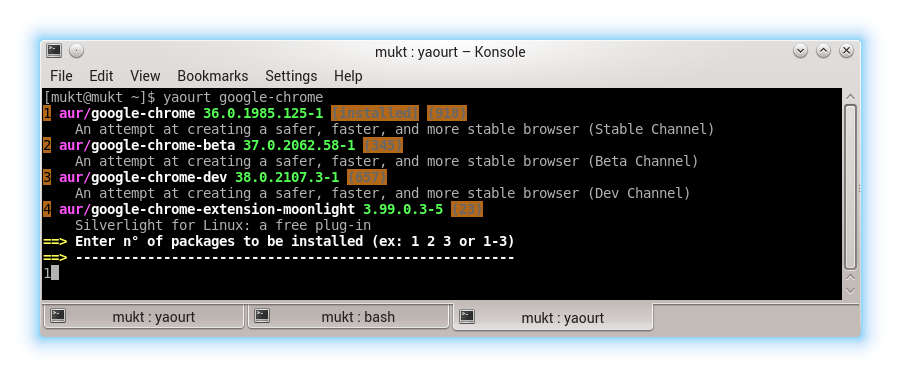 mukt : yaourt – Konsole
File Edit View Bookmarks Settings Help
[mukt@mukt ~]$ yaourt google-chrome
1 aur/google-chrome 36.0.1985.125-1 [installed] (918)
An attempt at creating a safer, faster, and more stable browser (Stable Channel)
2 aur/google-chrome-beta 37.0.2062.58-1 (345)
An attempt at creating a safer, faster, and more stable browser (Beta Channel)
3 aur/google-chrome-dev 38.0.2107.3-1 (657)
An attempt at creating a safer, faster, and more stable browser (Dev Channel)
4 aur/google-chrome-extension-moonlight 3.99.0.3-5 (23)
Silverlight for Linux: a free plug-in
==> Enter n° of packages to be installed (ex: 1 2 3 or 1-3)
==> -------------------------------------------------------
1
mukt : yaourt mukt : bash mukt : yaourt